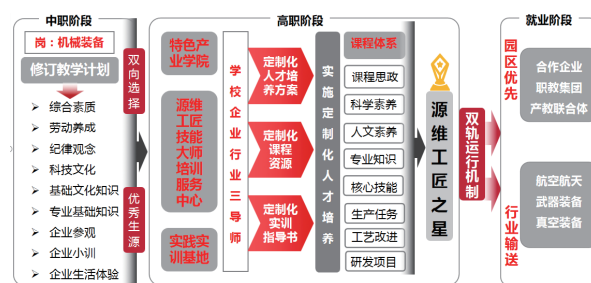 中职阶段
岗：机械装备
修订教学计划
综合素质
劳动养成
纪律观念
科技文化
基础文化知识
专业基础知识
企业参观
企业小训
企业生活体验
双向选择
优秀生源
高职阶段
特色产
业学院
源维
工匠
技能
大师
培训
服务
中心
实践实
训基地
学校企业行业三导师
定制化
人才培
养方案
定制化
课程
资源
定制化
实训
指导书
实施定制化人才培养
课程体系
课程思政
科学素养
人文素养
专业知识
核心技能
生产任务
工艺改进
研发项目
源维工匠之星
双轨运行机制
就业阶段
园区优先
合作企业
职教集团
产教联合体
行业输送
航空航天
武器装备
真空装备